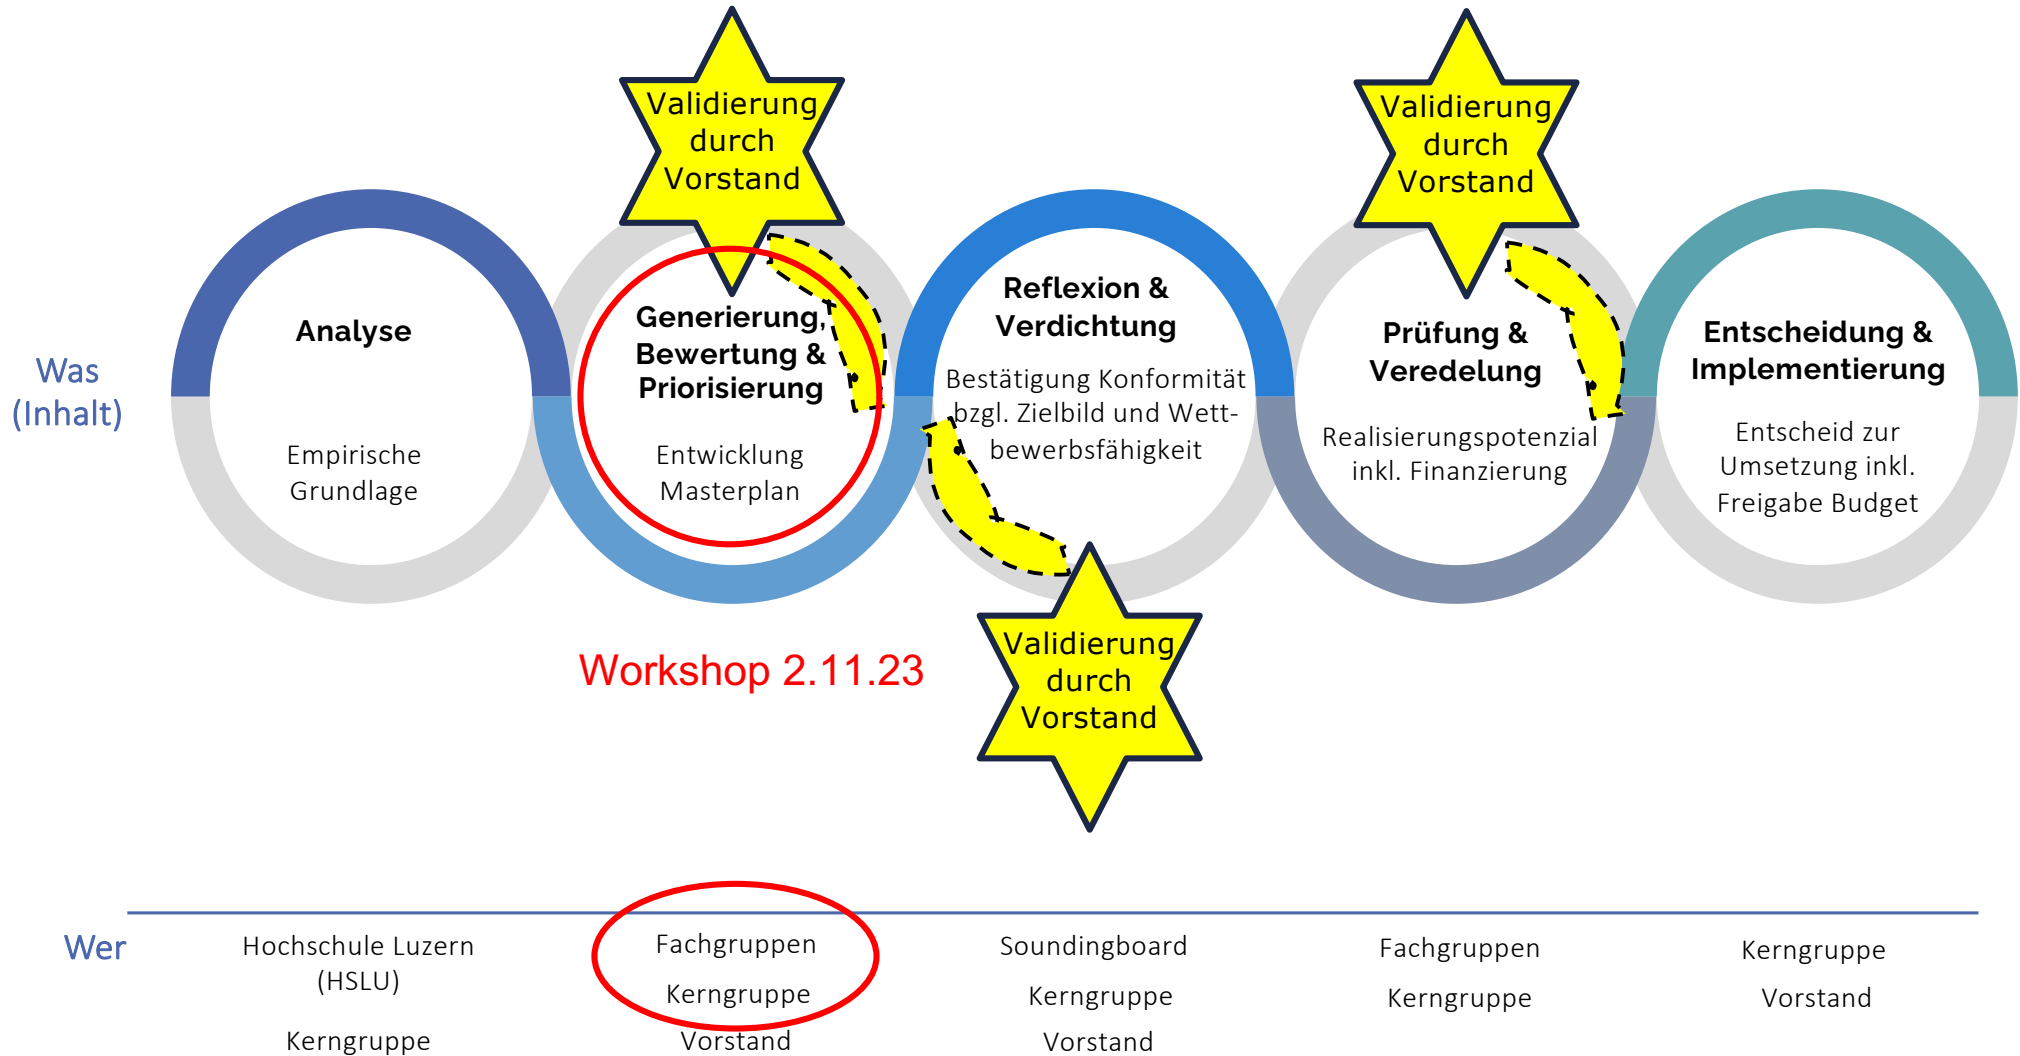 Validierung
durch
Vorstand
Validierung
durch
Vorstand
Was
(Inhalt)
Analyse
Empirische
Grundlage
Generierung,
Bewertung &
Priorisierung
Entwicklung
Masterplan
Reflexion &
Verdichtung
Bestätigung Konformität
bzgl. Zielbild und Wett-
bewerbsfähigkeit
Prüfung &
Veredelung
Realisierungspotenzial
inkl. Finanzierung
Entscheidung &
Implementierung
Entscheid zur
Umsetzung inkl.
Freigabe Budget
Workshop 2.11.23
Validierung
durch
Vorstand
Wer
Hochschule Luzern
(HSLU)
Kerngruppe
Fachgruppen
Kerngruppe
Vorstand
Soundingboard
Kerngruppe
Vorstand
Fachgruppen
Kerngruppe
Kerngruppe
Vorstand